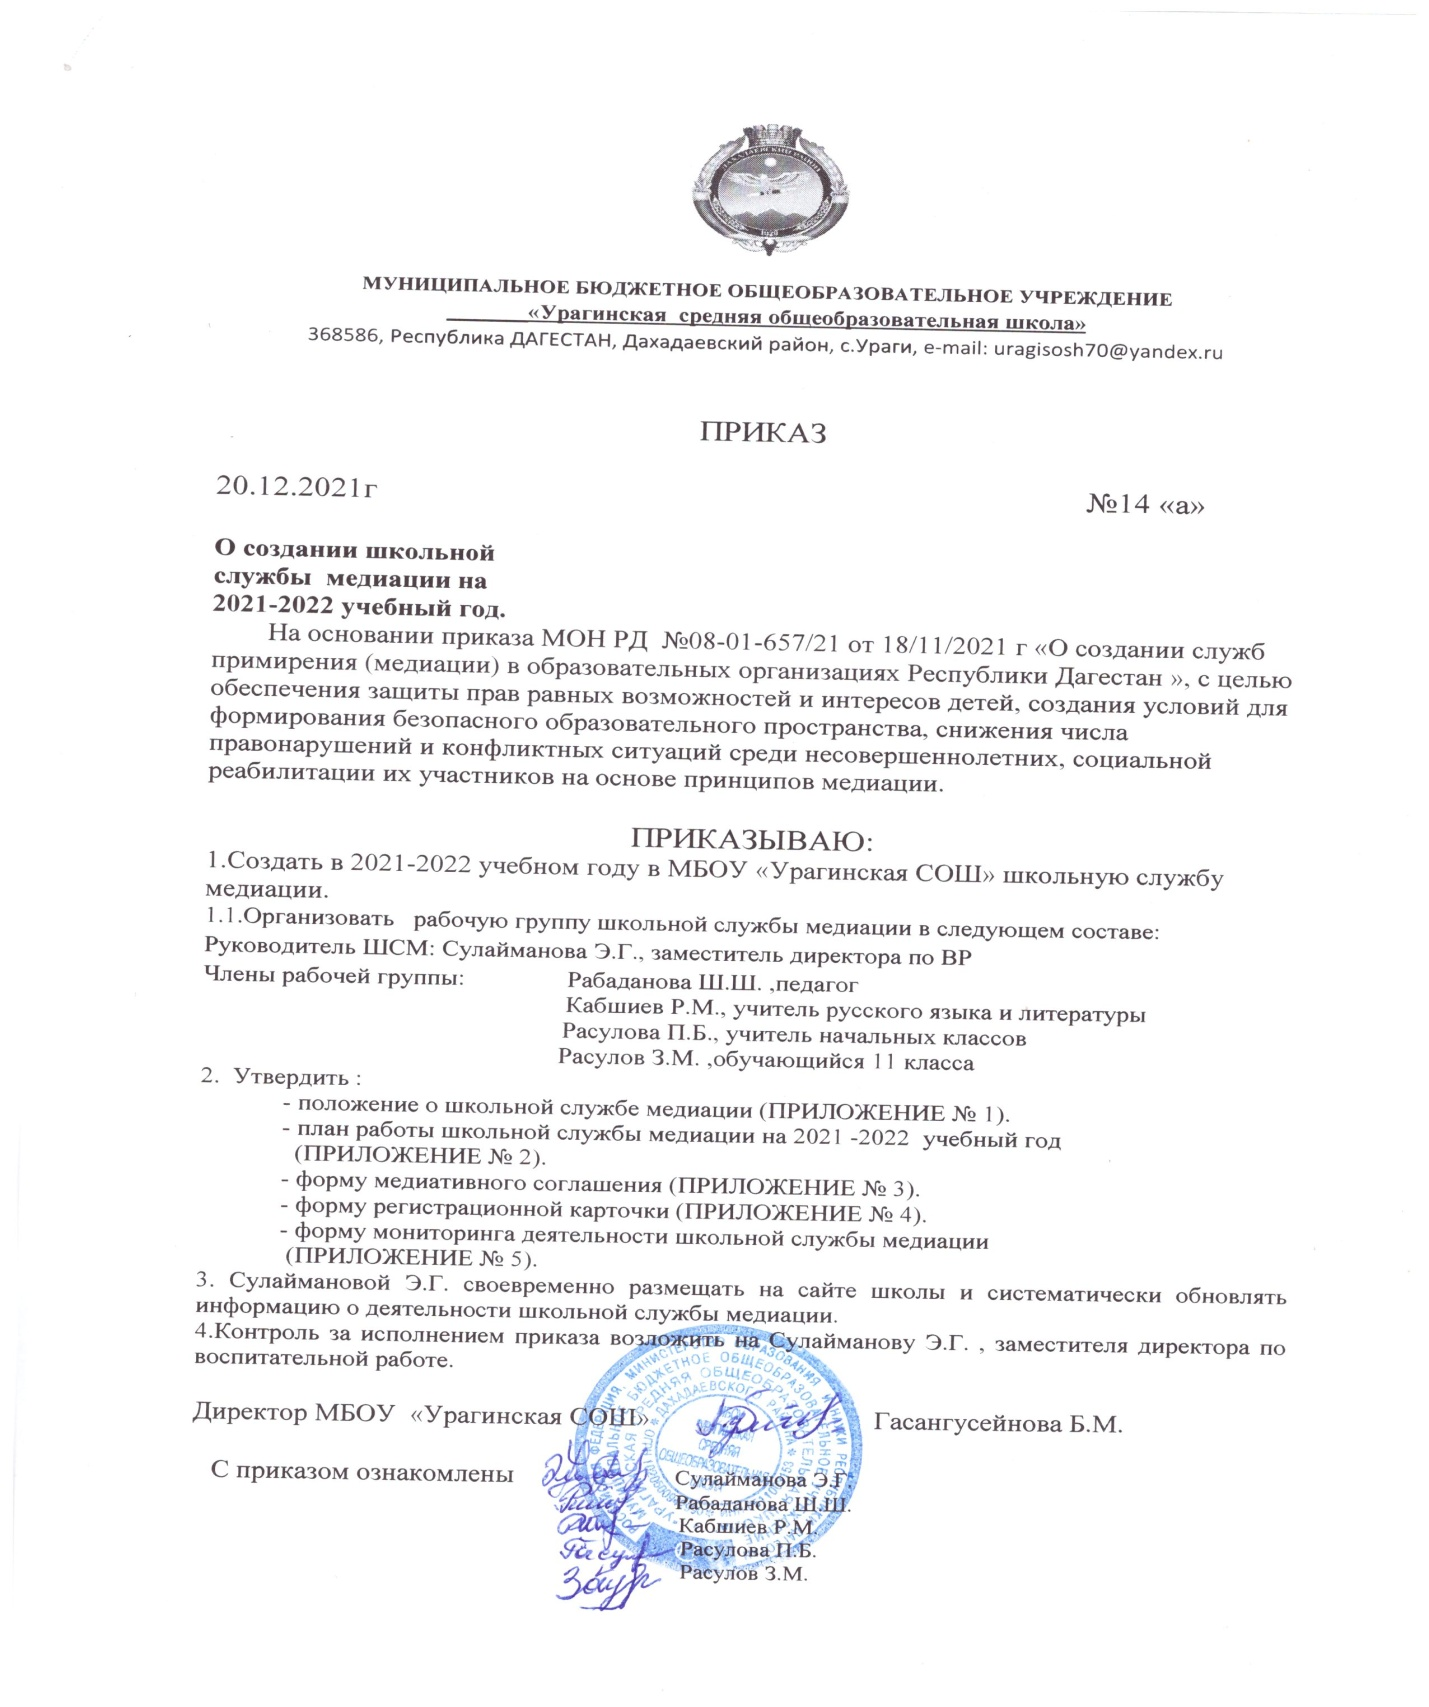 ДАХАДАЕВСКИЙ РАЙОН
МУНИЦИПАЛЬНОЕ БЮДЖЕТНОЕ ОБЩЕОБРАЗОВАТЕЛЬНОЕ УЧРЕЖДЕНИЕ
«Урагинская  средняя общеобразовательная школа»
368586, Республика ДАГЕСТАН, Дахадаевский район, с.Ураги, e-mail: uragisosh70@yandex.ru
ПРИКАЗ
20.12.2021г
№14 «а»
О создании школьной
службы  медиации на
2021-2022 учебный год.
На основании приказа МОН РД  №08-01-657/21 от 18/11/2021 г «О создании служб
примирения (медиации) в образовательных организациях Республики Дагестан », с целью
обеспечения защиты прав равных возможностей и интересов детей, создания условий для
формирования безопасного образовательного пространства, снижения числа
правонарушений и конфликтных ситуаций среди несовершеннолетних, социальной
реабилитации их участников на основе принципов медиации.
ПРИКАЗЫВАЮ:
1.Создать в 2021-2022 учебном году в МБОУ «Урагинская СОШ» школьную службу
медиации.
1.1.Организовать   рабочую группу школьной службы медиации в следующем составе:
Руководитель ШСМ: Сулайманова Э.Г., заместитель директора по ВР
Члены рабочей группы:   Рабаданова Ш.Ш. ,педагог
Кабшиев Р.М., учитель русского языка и литературы
Расулова П.Б., учитель начальных классов
Расулов З.М. ,обучающийся 11 класса
2.  Утвердить :
- положение о школьной службе медиации (ПРИЛОЖЕНИЕ № 1).
- план работы школьной службы медиации на 2021 -2022  учебный год
(ПРИЛОЖЕНИЕ № 2).
- форму медиативного соглашения (ПРИЛОЖЕНИЕ № 3).
- форму регистрационной карточки (ПРИЛОЖЕНИЕ № 4).
- форму мониторинга деятельности школьной службы медиации
(ПРИЛОЖЕНИЕ № 5).
3. Сулаймановой Э.Г. своевременно размещать на сайте школы и систематически обновлять
информацию о деятельности школьной службы медиации.
4.Контроль за исполнением приказа возложить на Сулайманову Э.Г. , заместителя директора по
воспитательной работе.
Директор МБОУ  «Урагинская СОШ»   Гасангусейнова Б.М.
С приказом ознакомлены   Сулайманова Э.Г
Рабаданова Ш.Ш.
Кабшиев Р.М.
Расулова П.Б.
Расулов З.М.